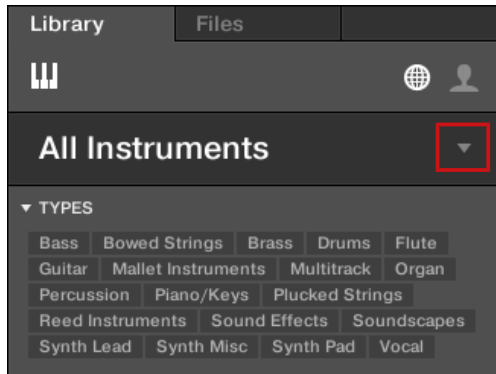 Library Files
All Instruments
TYPES
Bass Bowed Strings Brass Drums Flute
Guitar Mallet Instruments Multitrack Organ
Percussion Piano/Keys Plucked Strings
Reed Instruments Sound Effects Soundscapes
Synth Lead Synth Misc Synth Pad Vocal